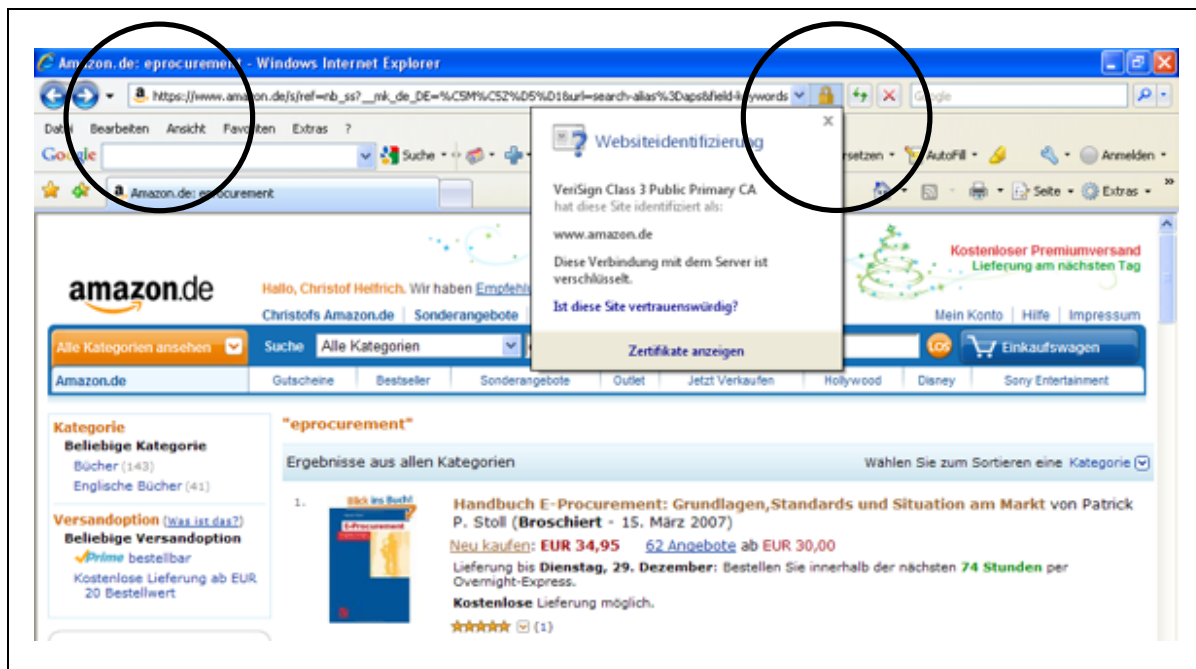 Amazon.de: eprocurement - Windows Internet Explorer
https://www.amazon.de/s/ref=nb_ss?__mk_de_DE=%C5M%C5Z%D5%D1&url=search-alias%3Daps&field-keywords
Google
Datei Bearbeiten Ansicht Favoriten Extras ?
Google Suche rsetzen AutoFill Anmelden
Amazon.de: eprocurement Seite Extras
Websiteidentifizierung
VeriSign Class 3 Public Primary CA
hat diese Site identifiziert als:
www.amazon.de
Diese Verbindung mit dem Server ist
verschlüsselt.
Ist diese Site vertrauenswürdig?
Zertifikate anzeigen
Kostenloser Premiumversand
Lieferung am nächsten Tag
amazon.de
Hallo, Christof Helfrich. Wir haben Empfehl
Christofs Amazon.de Sonderangebote
Mein Konto Hilfe Impressum
Alle Kategorien ansehen Suche Alle Kategorien LOS Einkaufswagen
Amazon.de Gutscheine Bestseller Sonderangebote Outlet Jetzt Verkaufen Hollywood Disney Sony Entertainment
Kategorie
Beliebige Kategorie
Bücher (143)
Englische Bücher (41)
Versandoption (Was ist das?)
Beliebige Versandoption
Prime bestellbar
Kostenlose Lieferung ab EUR
20 Bestellwert
"eprocurement"
Ergebnisse aus allen Kategorien Wählen Sie zum Sortieren eine Kategorie
1.
Blick ins Buch!
E-Procurement
Handbuch E-Procurement: Grundlagen,Standards und Situation am Markt von Patrick
P. Stoll (Broschiert - 15. März 2007)
Neu kaufen: EUR 34,95 62 Angebote ab EUR 30,00
Lieferung bis Dienstag, 29. Dezember: Bestellen Sie innerhalb der nächsten 74 Stunden per
Overnight-Express.
Kostenlose Lieferung möglich.
(1)